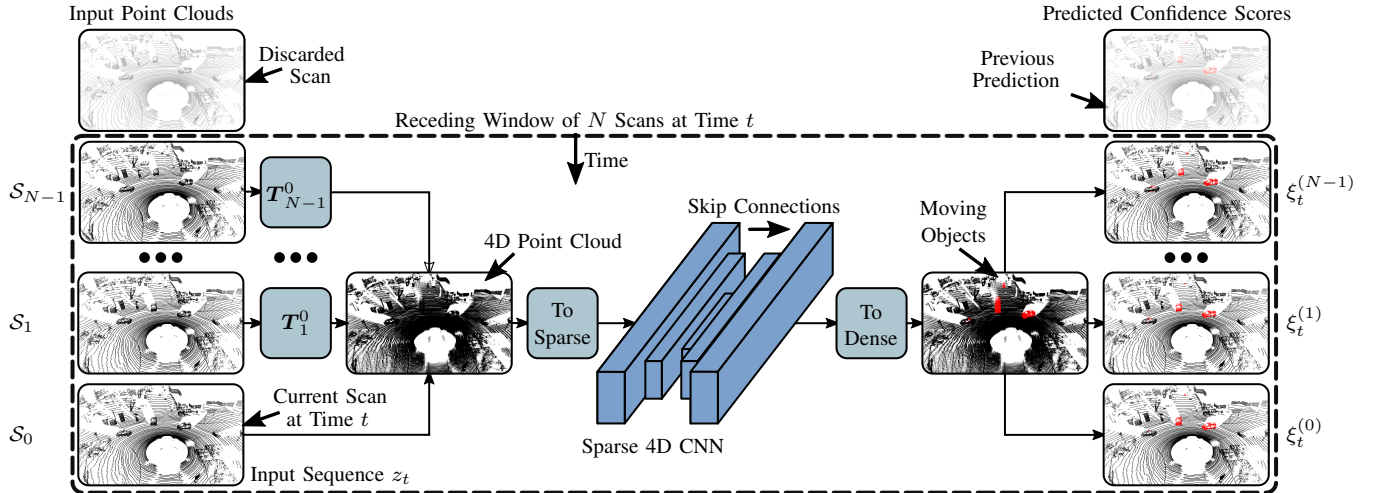 Input Point Clouds
Predicted Confidence Scores
Discarded
Scan
Previous
Prediction
Receding Window of N Scans at Time t
Time
S_{N−1}
T^0_{N−1}
Skip Connections
Moving
Objects
ξ_t^{(N−1)}
4D Point Cloud
S_1
T^0_1
To
Sparse
To
Dense
ξ_t^{(1)}
Current Scan
at Time t
S_0
Sparse 4D CNN
ξ_t^{(0)}
Input Sequence z_t